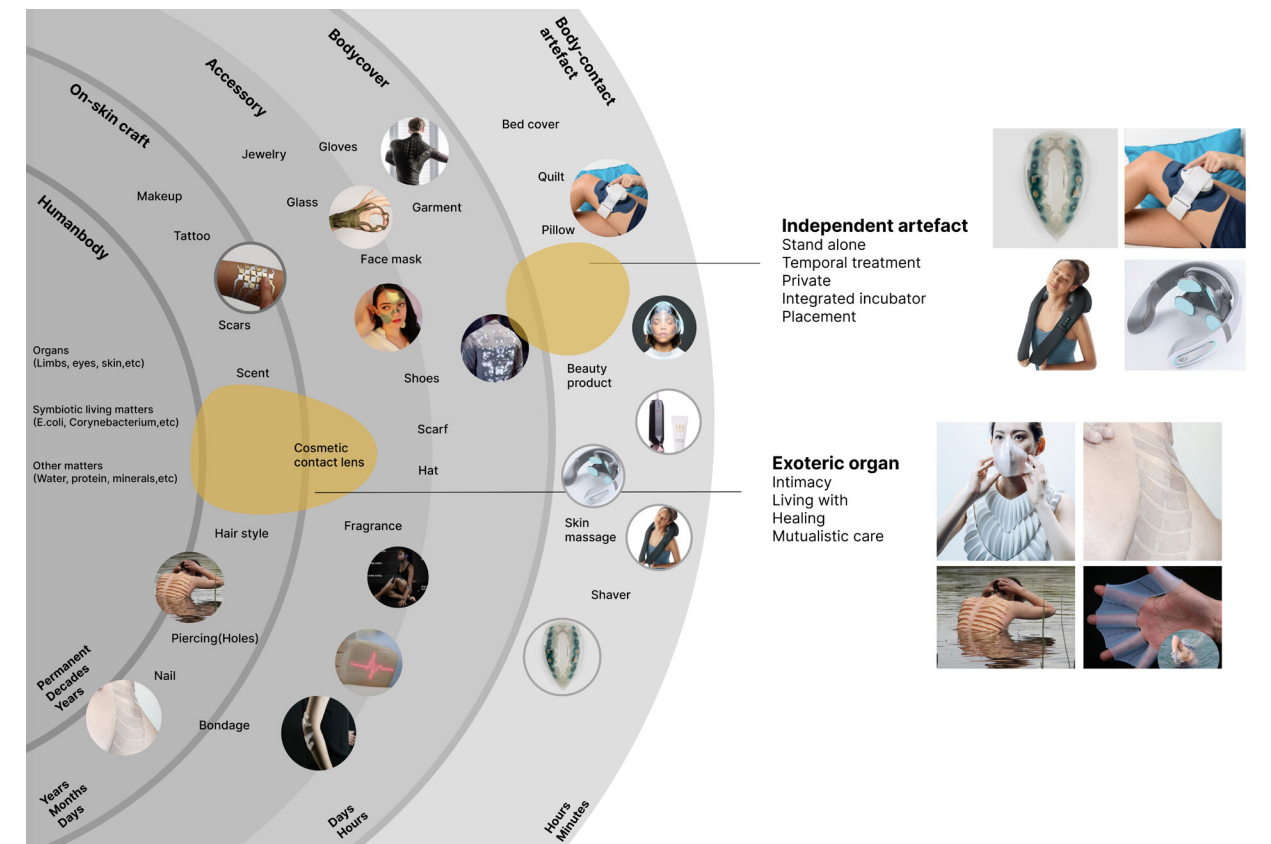 Body-contact
artefact
Bodycover
Accessory
On-skin craft
Humanbody
Bed cover
Gloves
Jewelry
Quilt
Makeup
Glass
Garment
Pillow
Tattoo
Face mask
Scars
Organs
(Limbs, eyes, skin,etc)
Scent
Shoes
Beauty
product
Symbiotic living matters
(E.coli, Corynebacterium,etc)
Scarf
Cosmetic
contact lens
Other matters
(Water, protein, minerals,etc)
Hat
Hair style
Fragrance
Skin
massage
Shaver
Piercing(Holes)
Nail
Bondage
Permanent
Decades
Years
Years
Months
Days
Days
Hours
Hours
Minutes
Independent artefact
Stand alone
Temporal treatment
Private
Integrated incubator
Placement
Exoteric organ
Intimacy
Living with
Healing
Mutualistic care